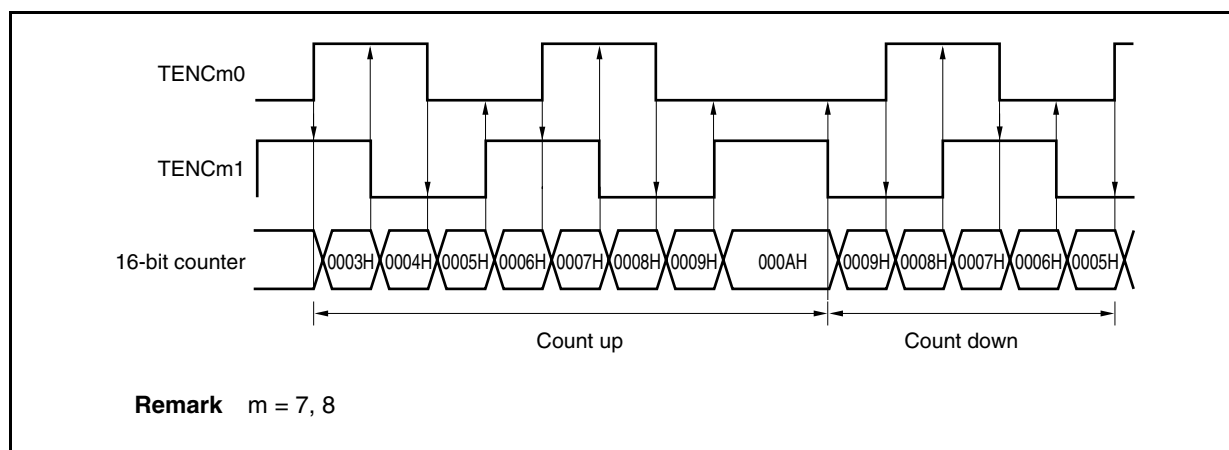 TENCm0
TENCm1
16-bit counter
0003H 0004H 0005H 0006H 0007H 0008H 0009H 000AH 0009H 0008H 0007H 0006H 0005H
Count up Count down
Remark m = 7, 8